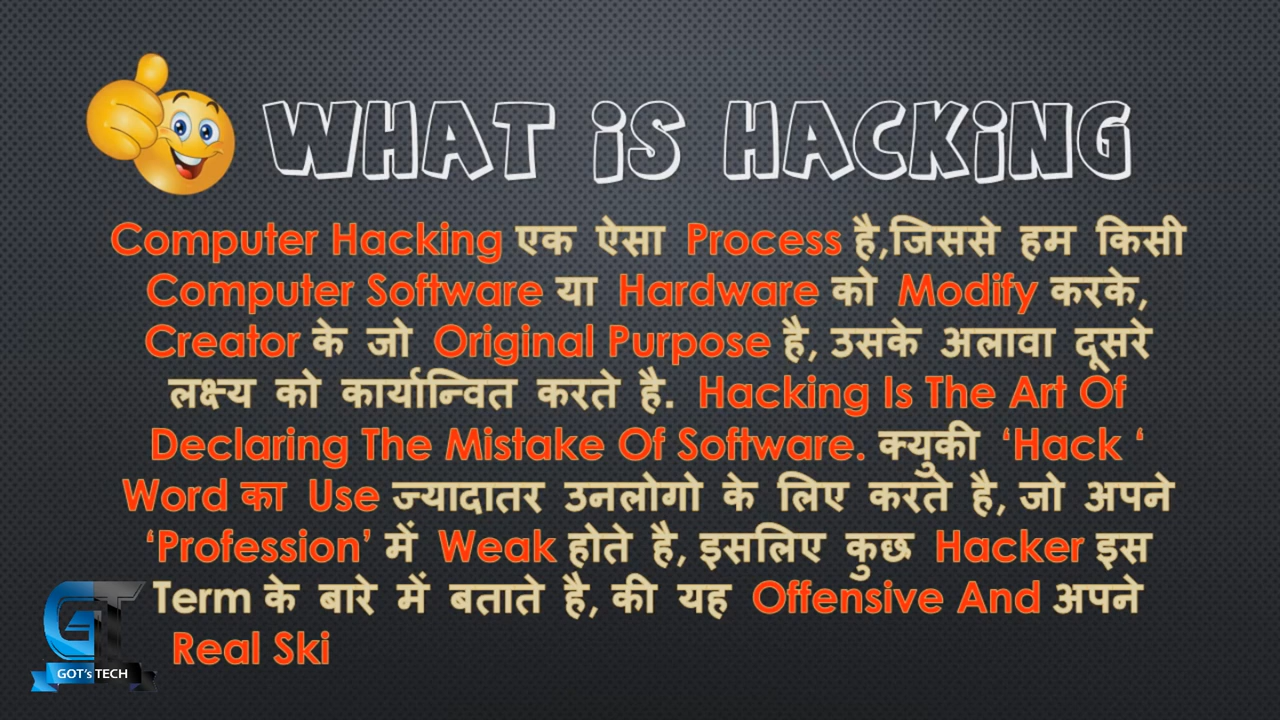 WHAT iS HACKiNG
Computer Hacking एक ऐसा Process है,जिससे हम किसी
Computer Software या Hardware को Modify करके,
Creator के जो Original Purpose है, उसके अलावा दूसरे
लक्ष्य को कार्यान्वित करते है. Hacking Is The Art Of
Declaring The Mistake Of Software. क्युकी ‘Hack ‘
Word का Use ज्यादातर उनलोगो के लिए करते है, जो अपने
‘Profession’ में Weak होते है, इसलिए कुछ Hacker इस
Term के बारे में बताते है, की यह Offensive And अपने
Real Ski
GT
GOT's TECH